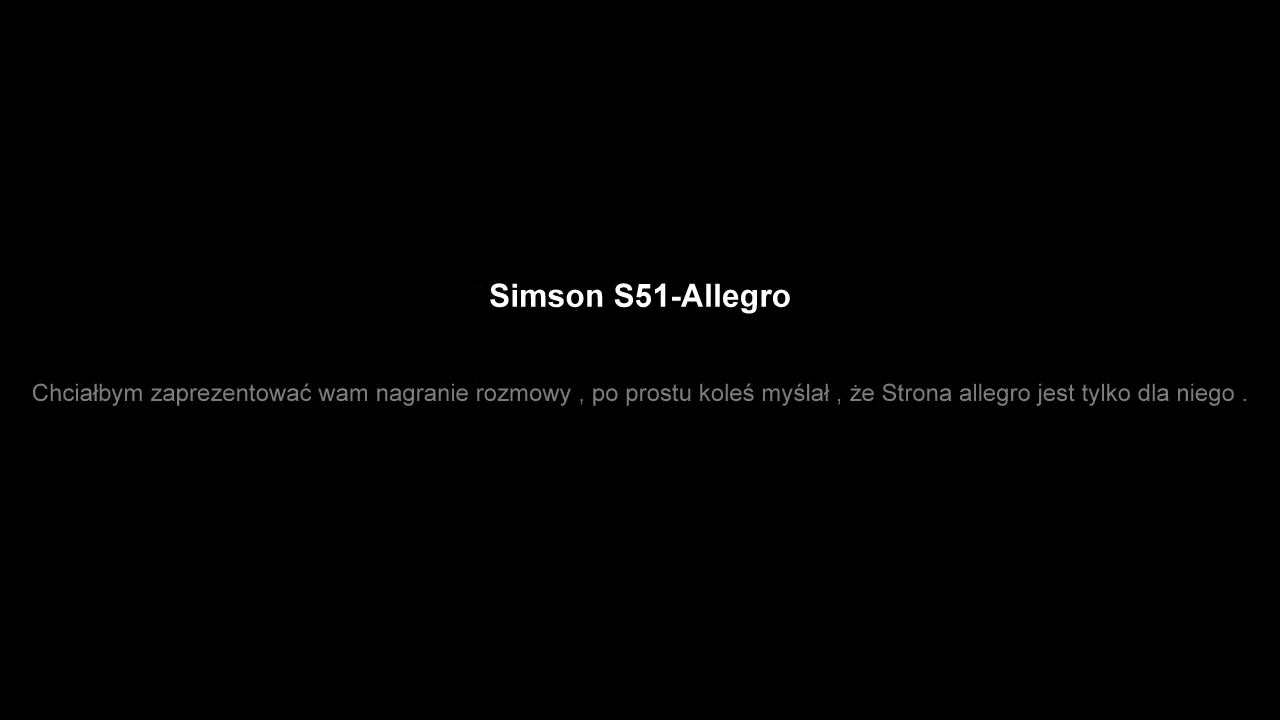 Simson S51-Allegro
Chciałbym zaprezentować wam nagranie rozmowy , po prostu koleś myślał , że Strona allegro jest tylko dla niego .